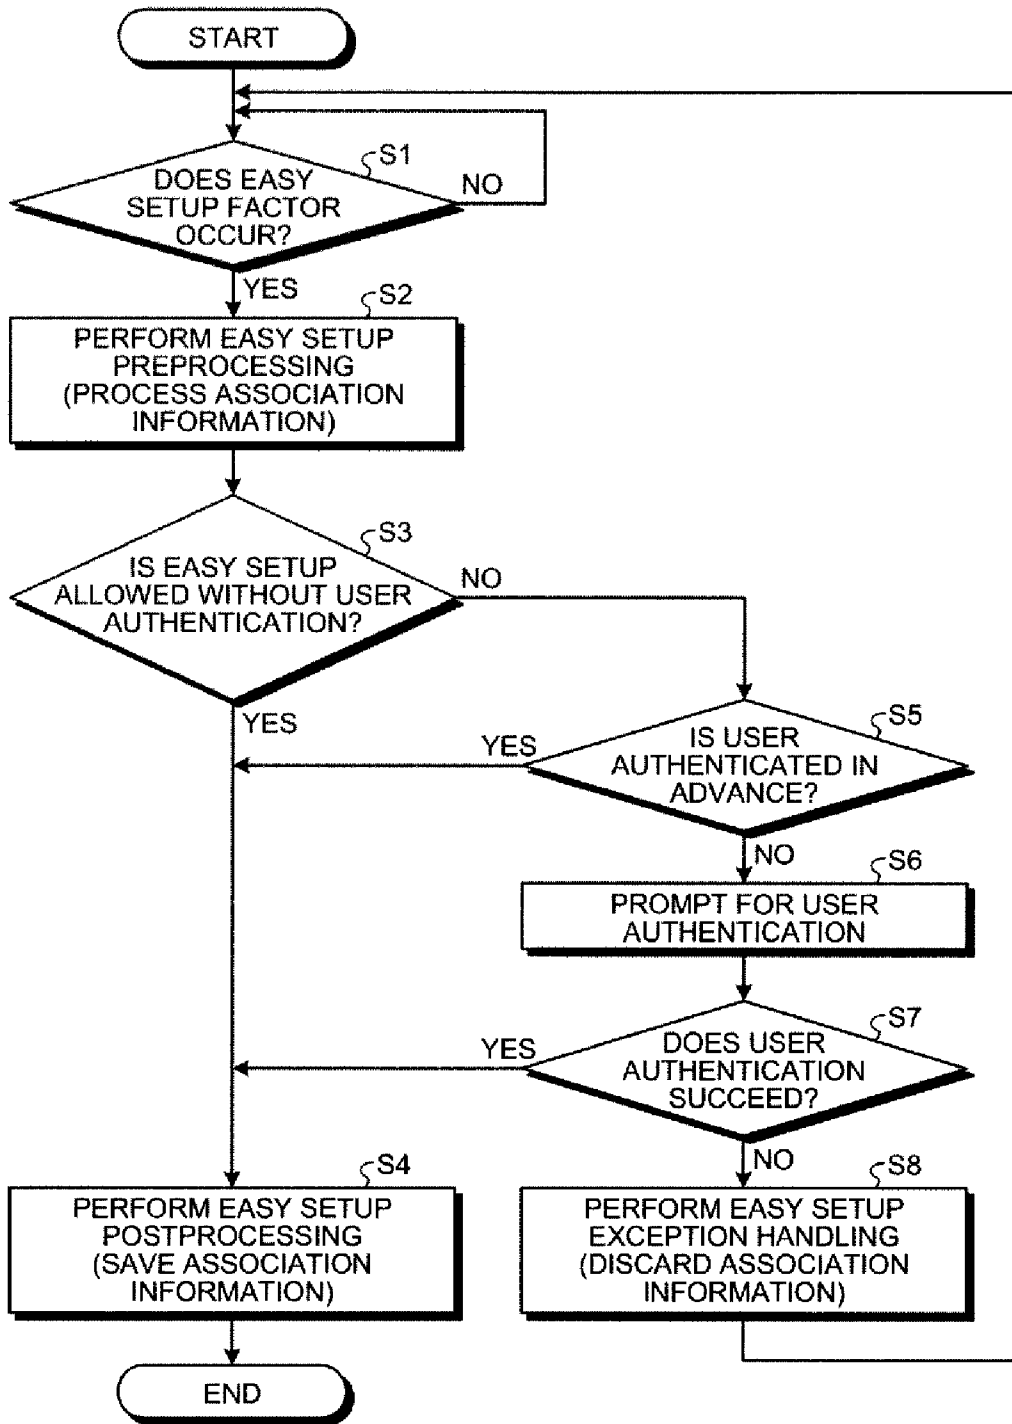 START
S1
DOES EASY
SETUP FACTOR
OCCUR?
NO
YES
S2
PERFORM EASY SETUP
PREPROCESSING
(PROCESS ASSOCIATION
INFORMATION)
S3
IS EASY SETUP
ALLOWED WITHOUT USER
AUTHENTICATION?
NO
YES
S5
IS USER
AUTHENTICATED IN
ADVANCE?
YES
NO
S6
PROMPT FOR USER
AUTHENTICATION
S7
DOES USER
AUTHENTICATION
SUCCEED?
YES
NO
S4
PERFORM EASY SETUP
POSTPROCESSING
(SAVE ASSOCIATION
INFORMATION)
S8
PERFORM EASY SETUP
EXCEPTION HANDLING
(DISCARD ASSOCIATION
INFORMATION)
END